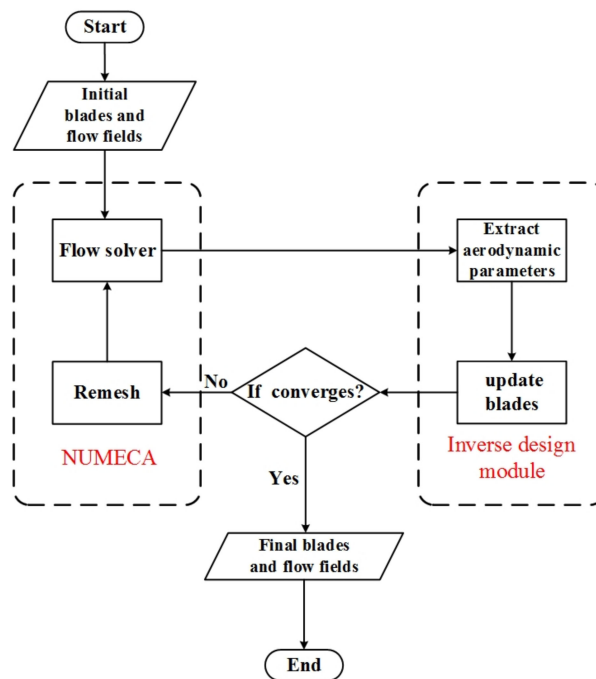 Start
Initial
blades and
flow fields
Flow solver
Extract
aerodynamic
parameters
Remesh
No
If converges?
update
blades
NUMECA
Inverse design
module
Yes
Final blades
and flow fields
End